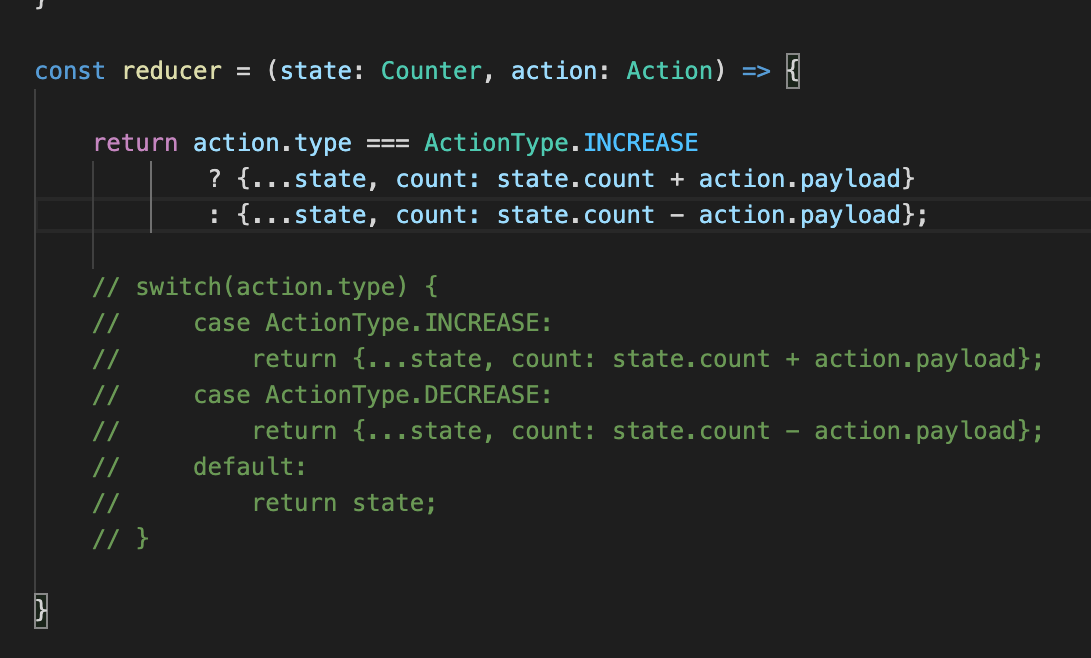 }
const reducer = (state: Counter, action: Action) => {
return action.type === ActionType.INCREASE
? {...state, count: state.count + action.payload}
: {...state, count: state.count - action.payload};
// switch(action.type) {
//     case ActionType.INCREASE:
//         return {...state, count: state.count + action.payload};
//     case ActionType.DECREASE:
//         return {...state, count: state.count - action.payload};
//     default:
//         return state;
// }
}